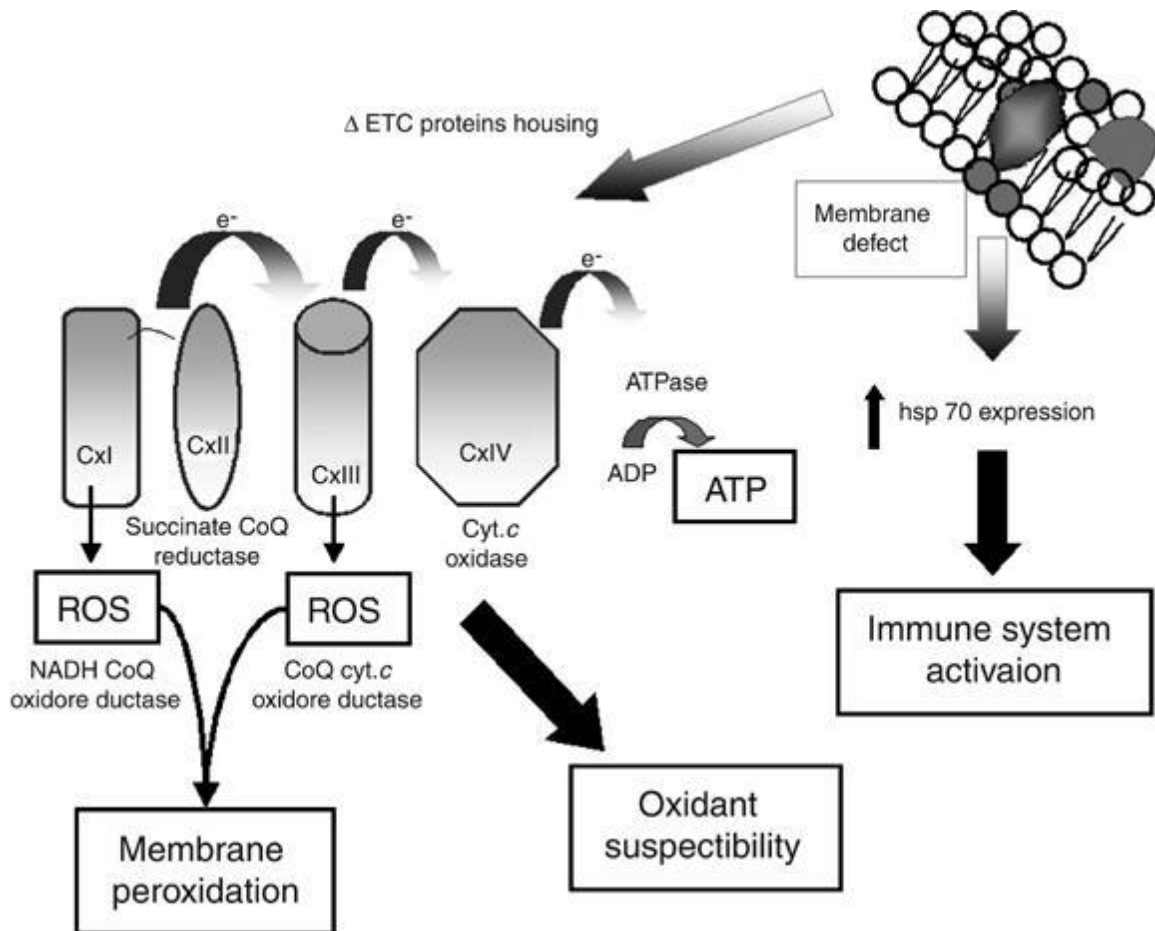 Δ ETC proteins housing
Membrane
defect
e-
e-
e-
CxI
CxII
CxIII
CxIV
ATPase
ADP
ATP
hsp 70 expression
Succinate CoQ
reductase
Cyt.c
oxidase
ROS
ROS
NADH CoQ
oxidore ductase
CoQ cyt.c
oxidore ductase
Immune system
activaion
Oxidant
suspectibility
Membrane
peroxidation